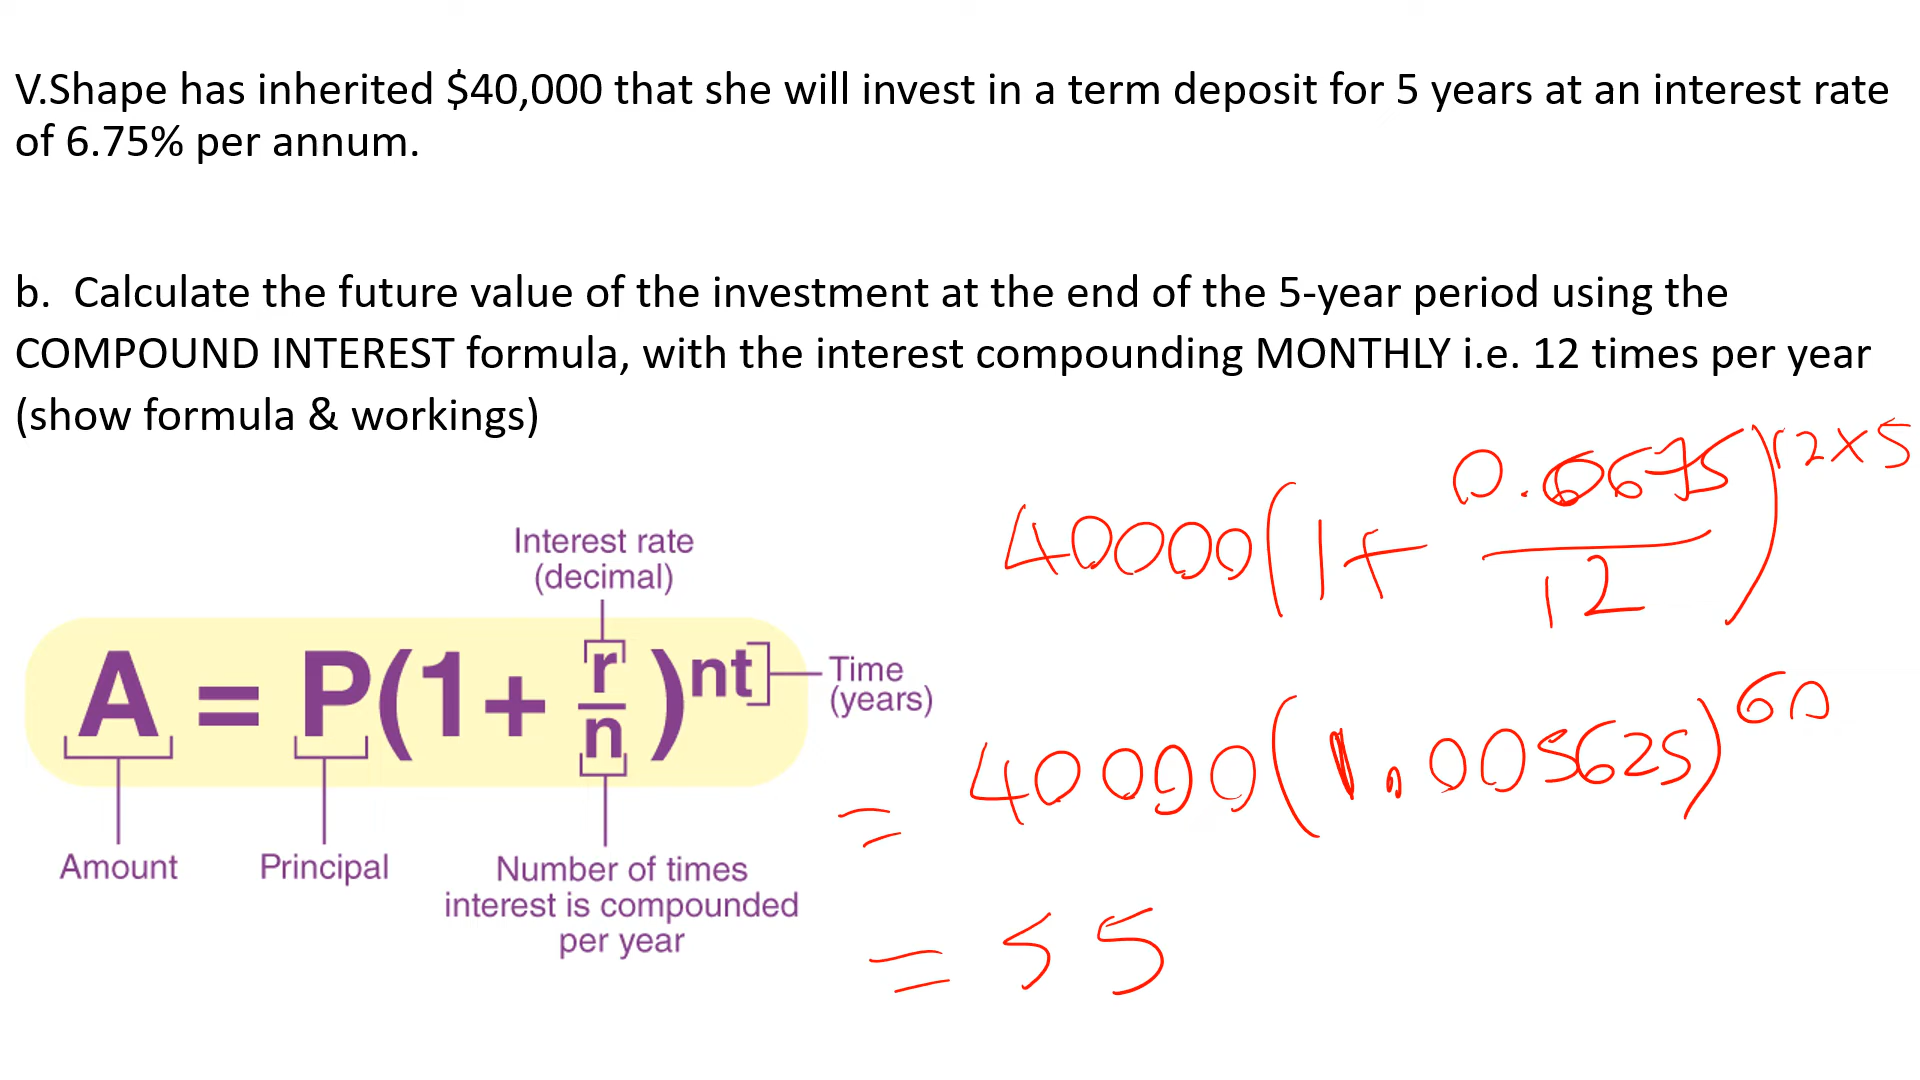 V.Shape has inherited $40,000 that she will invest in a term deposit for 5 years at an interest rate
of 6.75% per annum.
b. Calculate the future value of the investment at the end of the 5-year period using the
COMPOUND INTEREST formula, with the interest compounding MONTHLY i.e. 12 times per year
(show formula & workings)
40000(1+ 0.0675/12)^12×5
= 40000(1.005625)^60
= 55
Interest rate
(decimal)
A = P(1+ r/n)^nt
Time
(years)
Amount
Principal
Number of times
interest is compounded
per year